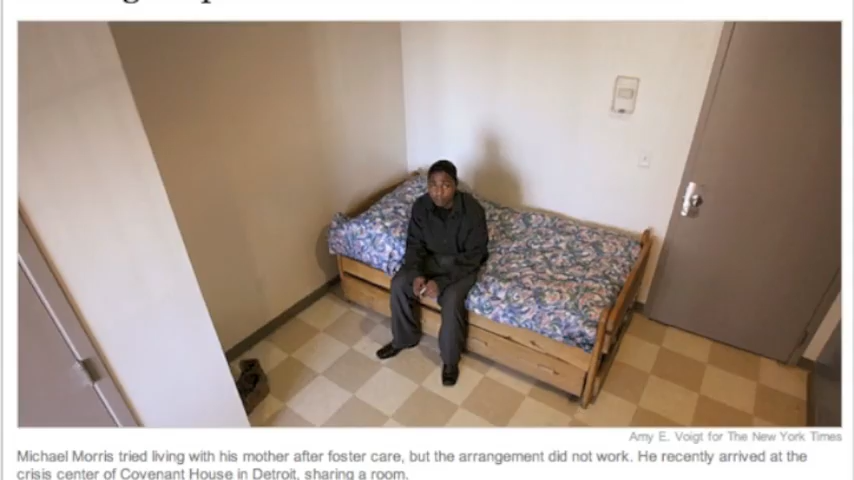 Amy E. Voigt for The New York Times
Michael Morris tried living with his mother after foster care, but the arrangement did not work. He recently arrived at the
crisis center of Covenant House in Detroit, sharing a room.